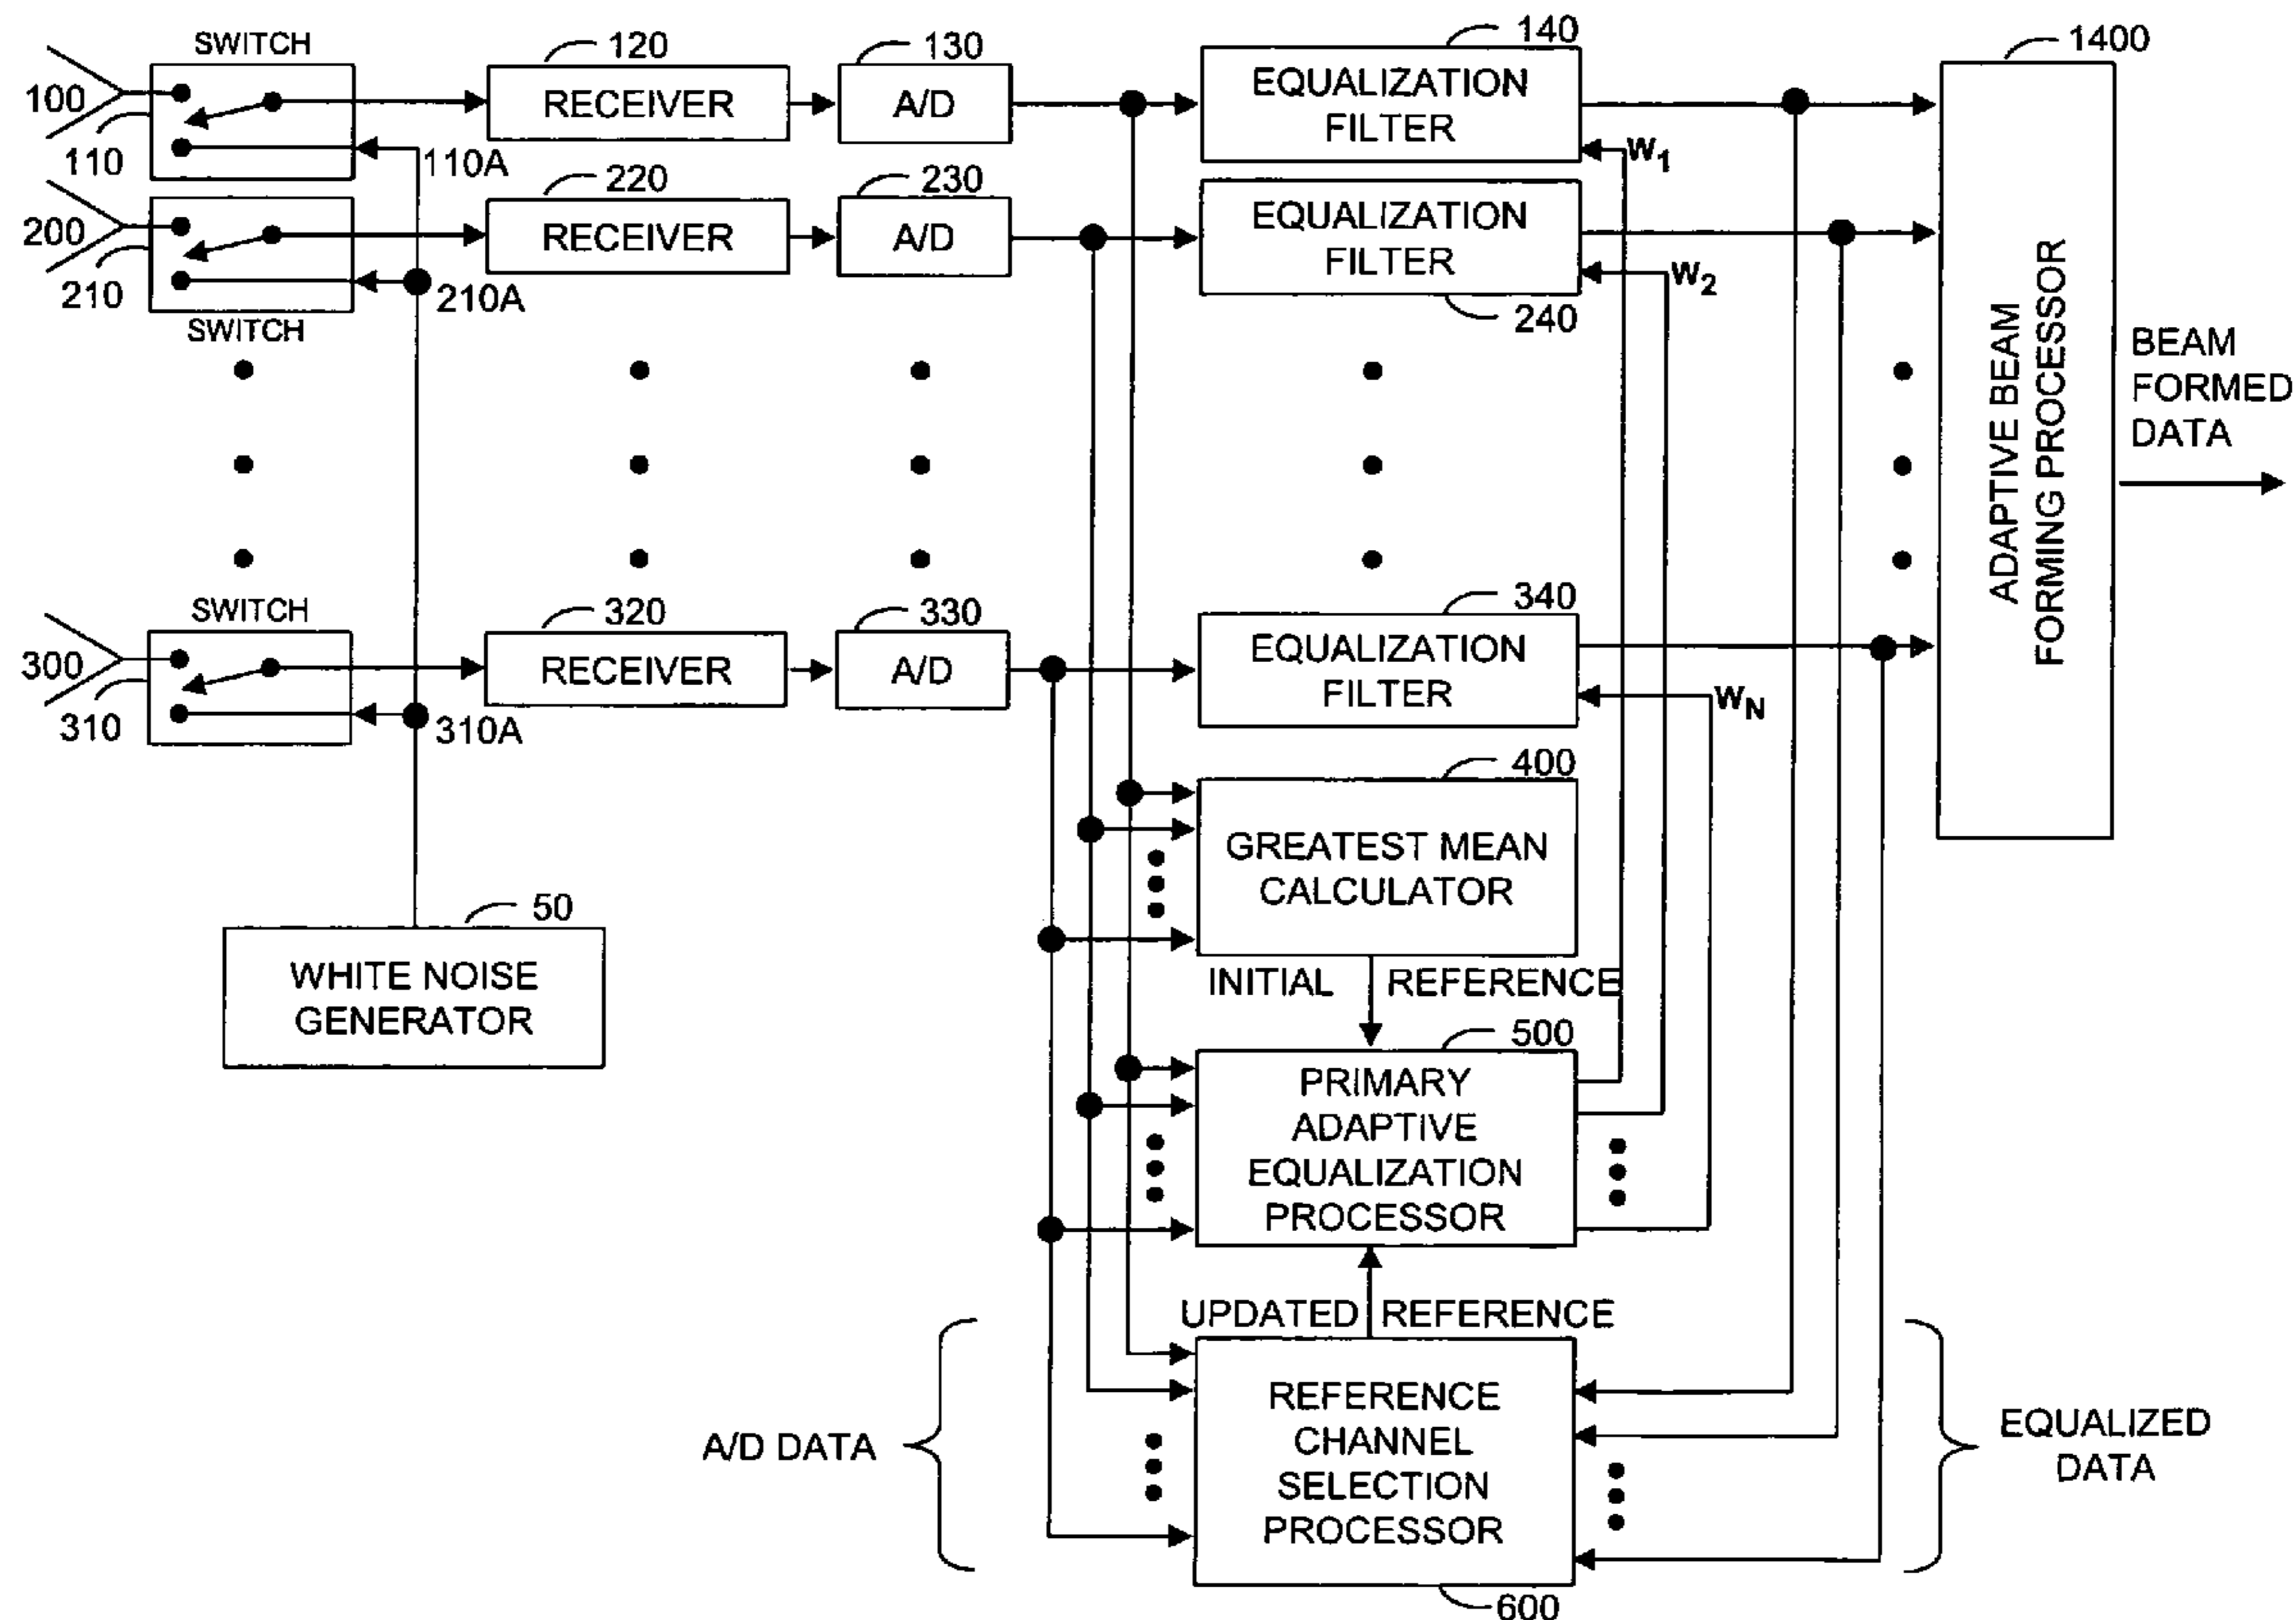 SWITCH
100
110
110A
120
RECEIVER
130
A/D
140
EQUALIZATION
FILTER
W1
1400
ADAPTIVE BEAM
FORMING PROCESSOR
BEAM
FORMED
DATA
200
210
SWITCH
210A
220
RECEIVER
230
A/D
EQUALIZATION
FILTER
240
W2
SWITCH
300
310
310A
320
RECEIVER
330
A/D
340
EQUALIZATION
FILTER
WN
400
GREATEST MEAN
CALCULATOR
50
WHITE NOISE
GENERATOR
INITIAL REFERENCE
500
PRIMARY
ADAPTIVE
EQUALIZATION
PROCESSOR
UPDATED REFERENCE
A/D DATA
REFERENCE
CHANNEL
SELECTION
PROCESSOR
600
EQUALIZED
DATA